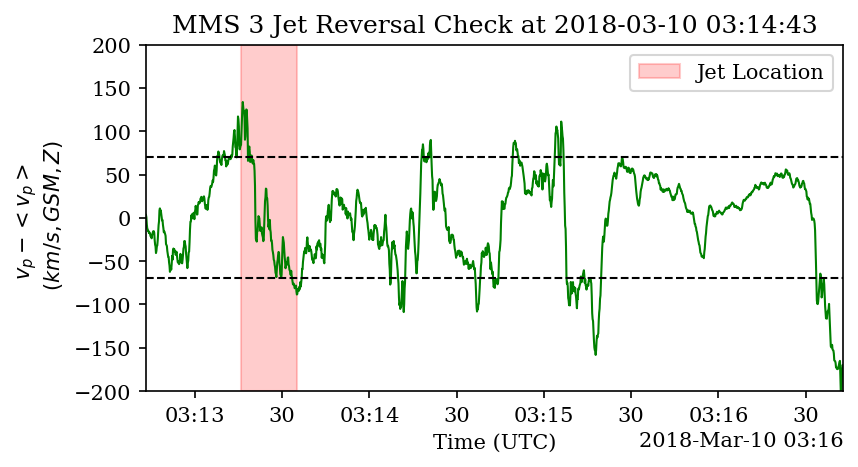 MMS 3 Jet Reversal Check at 2018-03-10 03:14:43
200
150
100
50
0
−50
−100
−150
−200
v_p − < v_p >
(km/s, GSM, Z)
Jet Location
03:13 30 03:14 30 03:15 30 03:16 30
Time (UTC)
2018-Mar-10 03:16